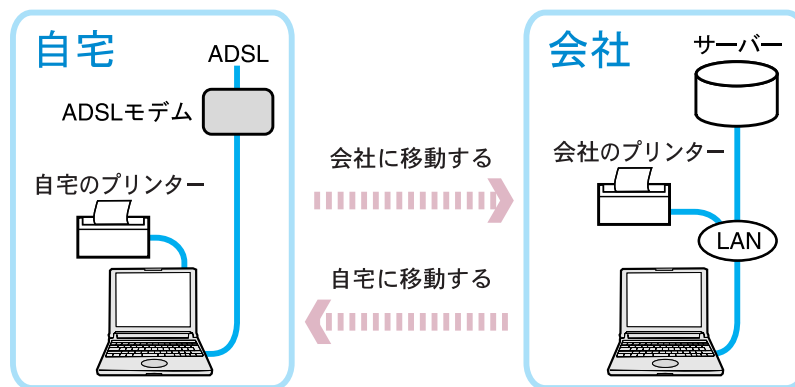 自宅
ADSL
ADSLモデム
自宅のプリンター
会社に移動する
自宅に移動する
会社
サーバー
会社のプリンター
LAN